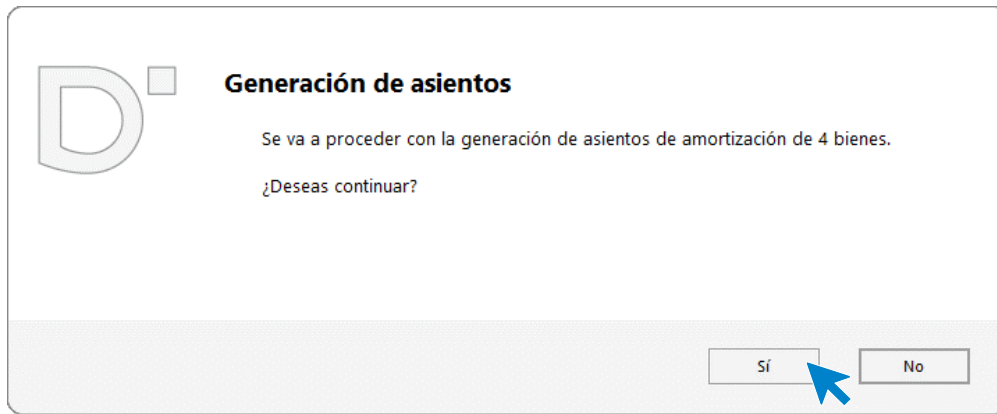 Generación de asientos
Se va a proceder con la generación de asientos de amortización de 4 bienes.
¿Deseas continuar?
Sí
No